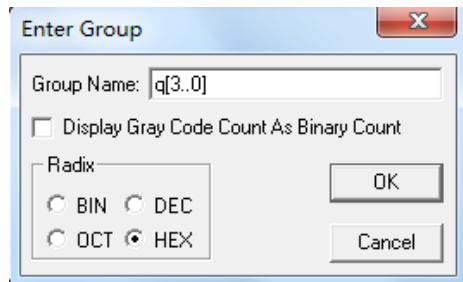 Enter Group
Group Name: q[3..0]
Display Gray Code Count As Binary Count
Radix
BIN DEC
OCT HEX
OK
Cancel